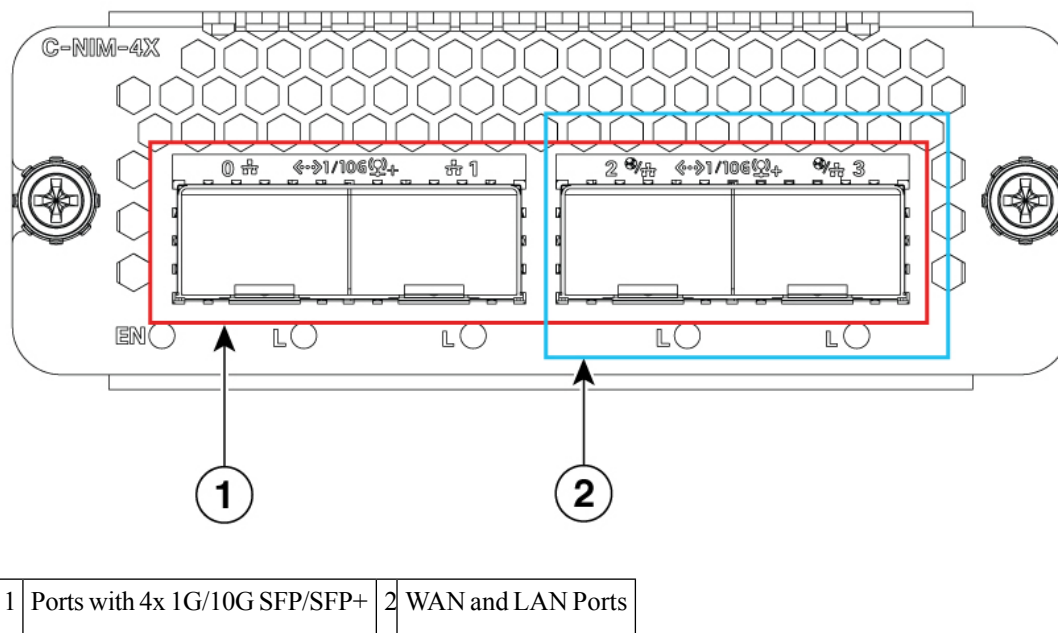 C-NIM-4X
0 1/10G + 1
2 / 1/10G + / 3
EN L L L L
1 2
1 Ports with 4x 1G/10G SFP/SFP+ 2 WAN and LAN Ports